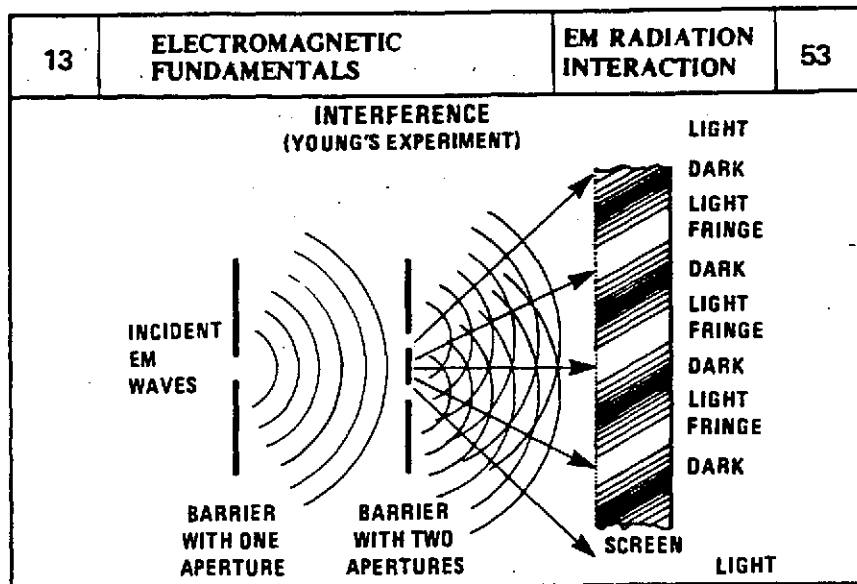 13
ELECTROMAGNETIC
FUNDAMENTALS
EM RADIATION
INTERACTION
53
INTERFERENCE
(YOUNG'S EXPERIMENT)
LIGHT
DARK
LIGHT
FRINGE
DARK
LIGHT
FRINGE
DARK
LIGHT
FRINGE
DARK
INCIDENT
EM
WAVES
BARRIER
WITH ONE
APERTURE
BARRIER
WITH TWO
APERTURES
SCREEN
LIGHT